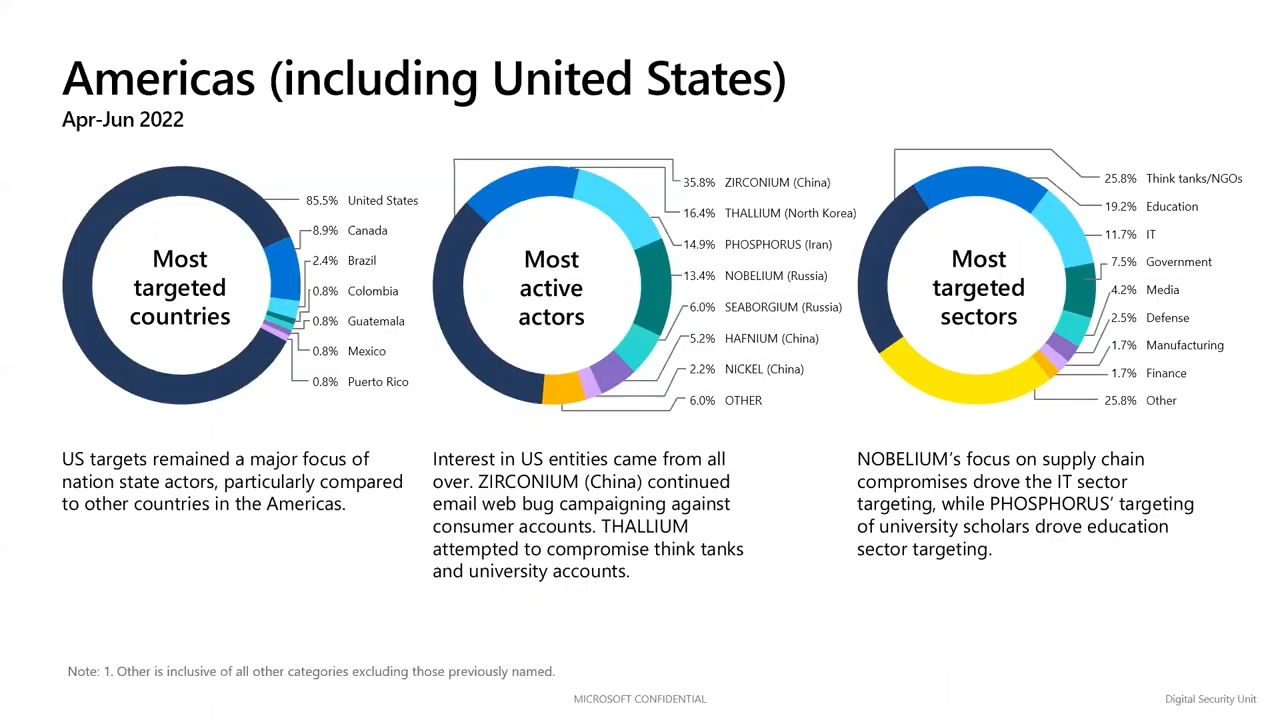 Americas (including United States)
Apr-Jun 2022
Most
targeted
countries
85.5% United States
8.9% Canada
2.4% Brazil
0.8% Colombia
0.8% Guatemala
0.8% Mexico
0.8% Puerto Rico
US targets remained a major focus of
nation state actors, particularly compared
to other countries in the Americas.
Most
active
actors
35.8% ZIRCONIUM (China)
16.4% THALLIUM (North Korea)
14.9% PHOSPHORUS (Iran)
13.4% NOBELIUM (Russia)
6.0% SEABORGIUM (Russia)
5.2% HAFNIUM (China)
2.2% NICKEL (China)
6.0% OTHER
Interest in US entities came from all
over. ZIRCONIUM (China) continued
email web bug campaigning against
consumer accounts. THALLIUM
attempted to compromise think tanks
and university accounts.
Most
targeted
sectors
25.8% Think tanks/NGOs
19.2% Education
11.7% IT
7.5% Government
4.2% Media
2.5% Defense
1.7% Manufacturing
1.7% Finance
25.8% Other
NOBELIUM's focus on supply chain
compromises drove the IT sector
targeting, while PHOSPHORUS' targeting
of university scholars drove education
sector targeting.
Note: 1. Other is inclusive of all other categories excluding those previously named.
MICROSOFT CONFIDENTIAL
Digital Security Unit